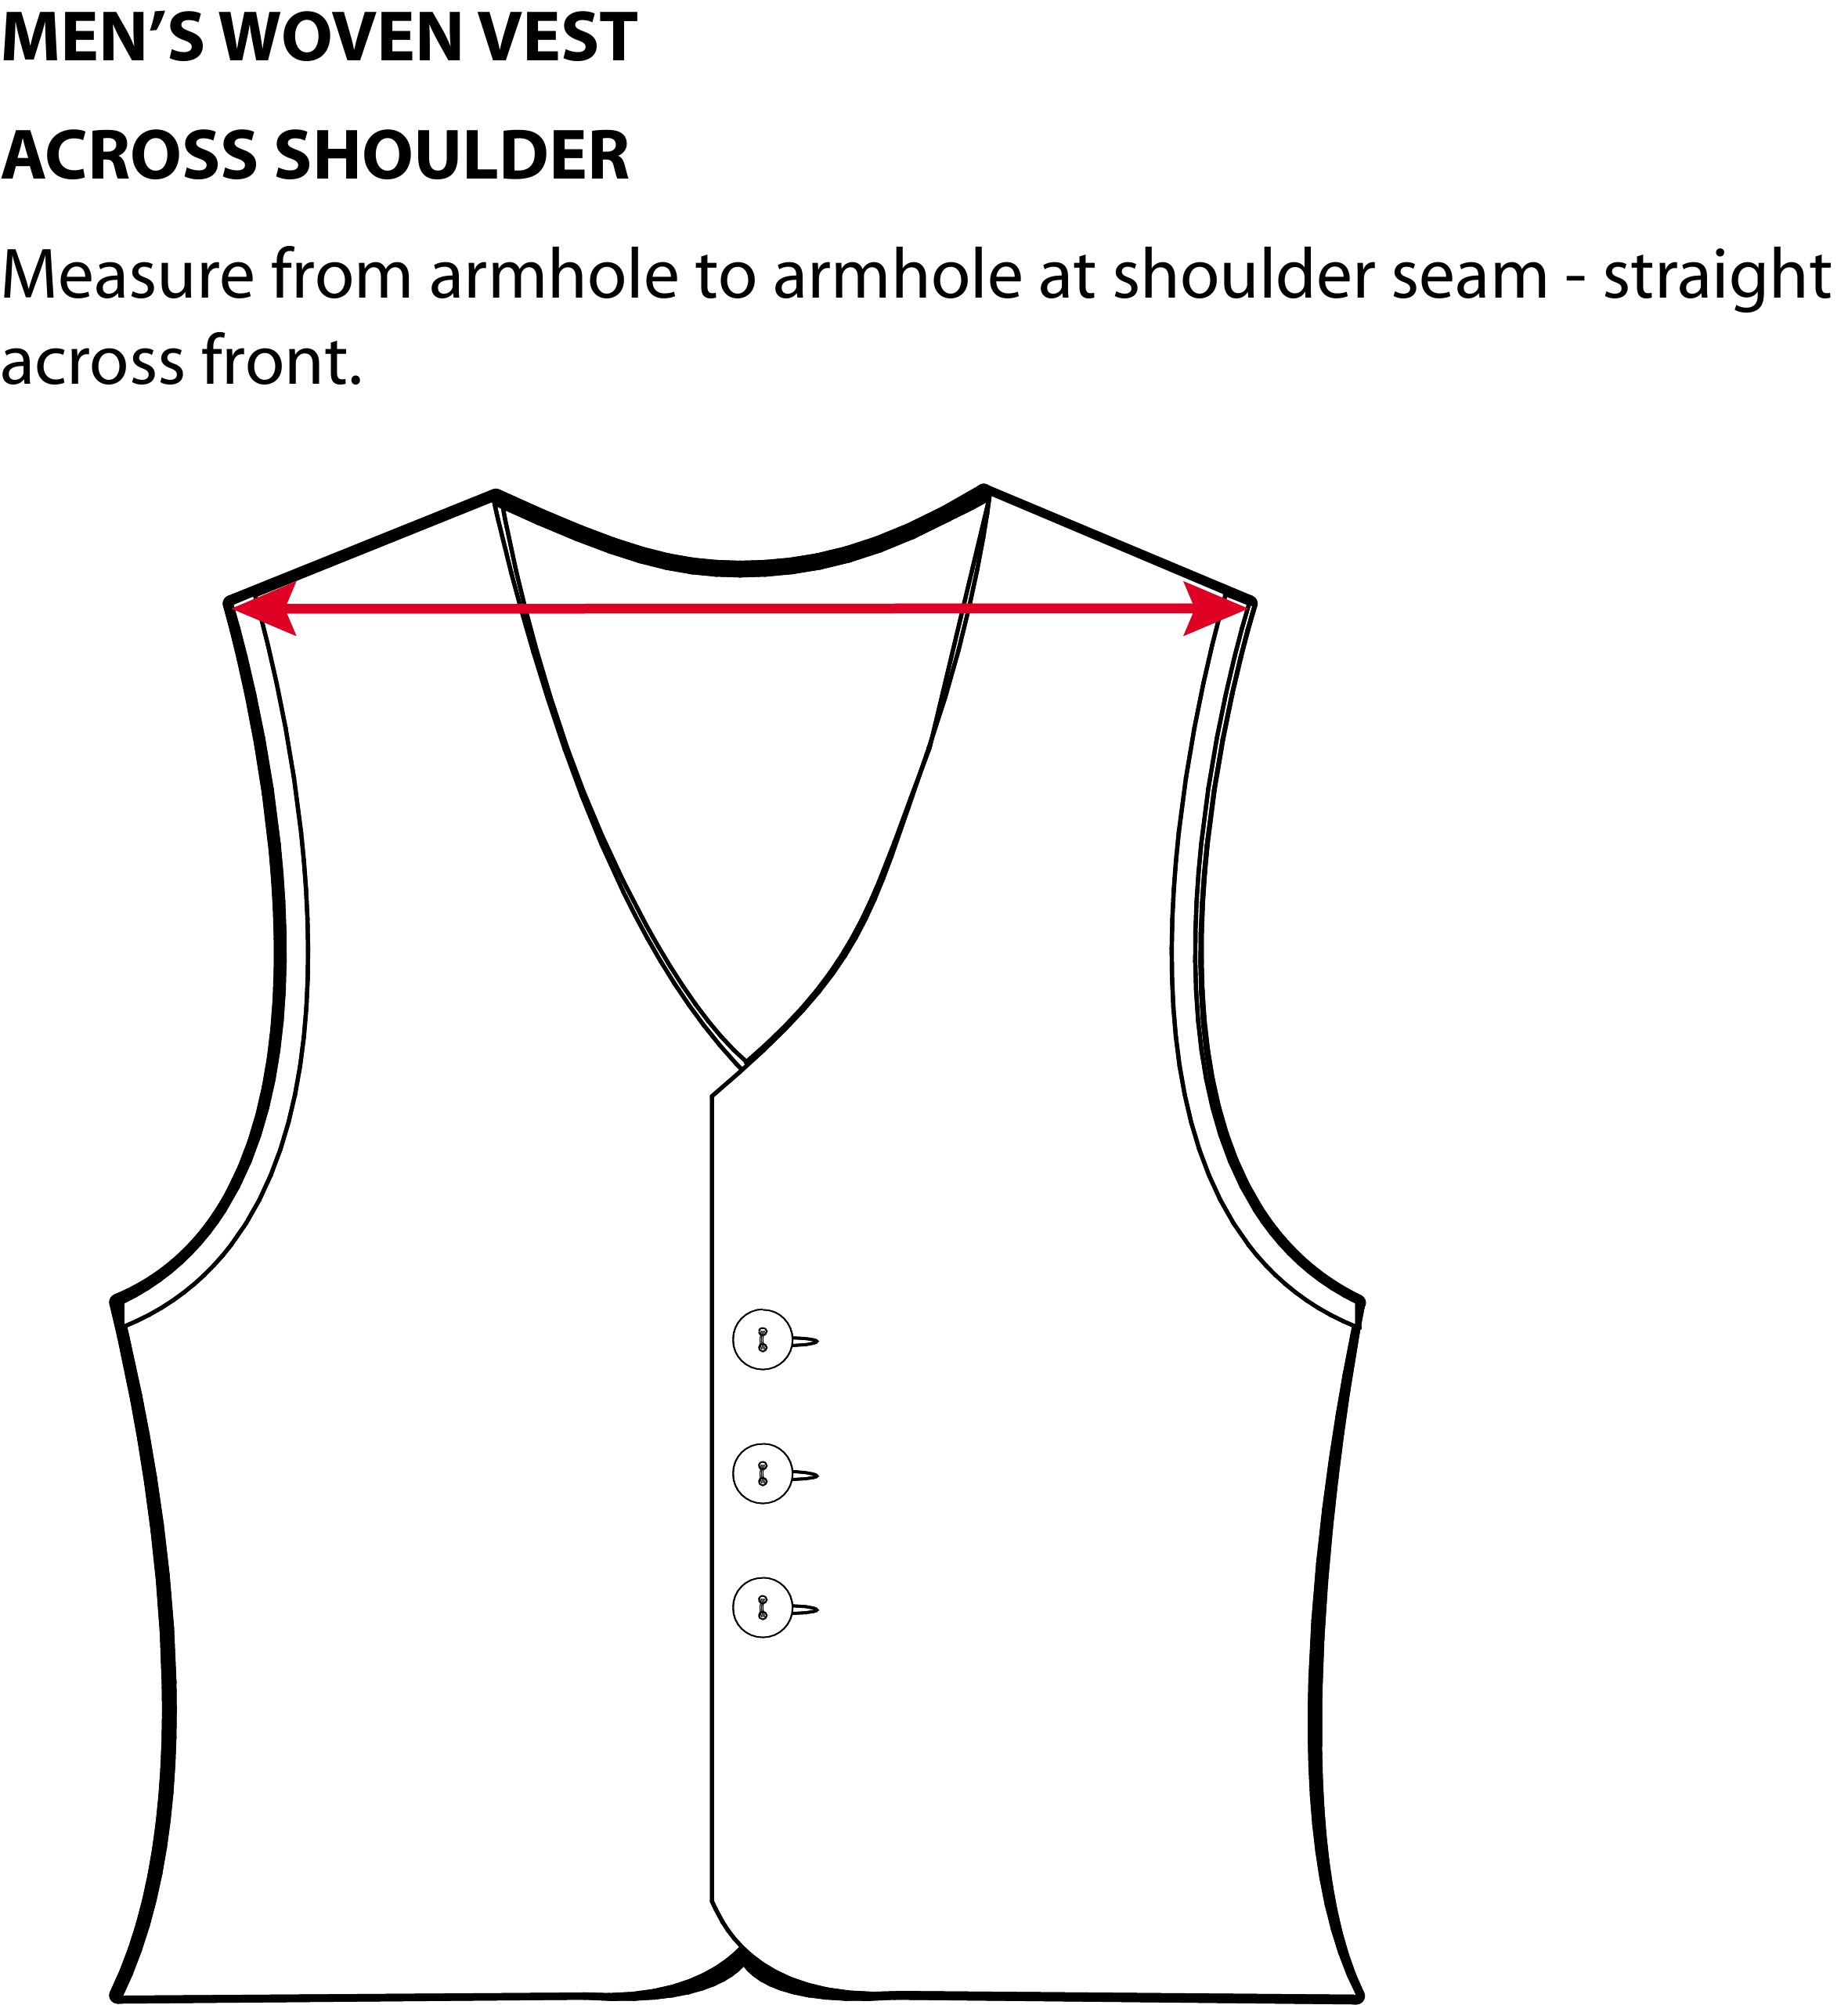 MEN’S WOVEN VEST
ACROSS SHOULDER
Measure from armhole to armhole at shoulder seam - straight
across front.